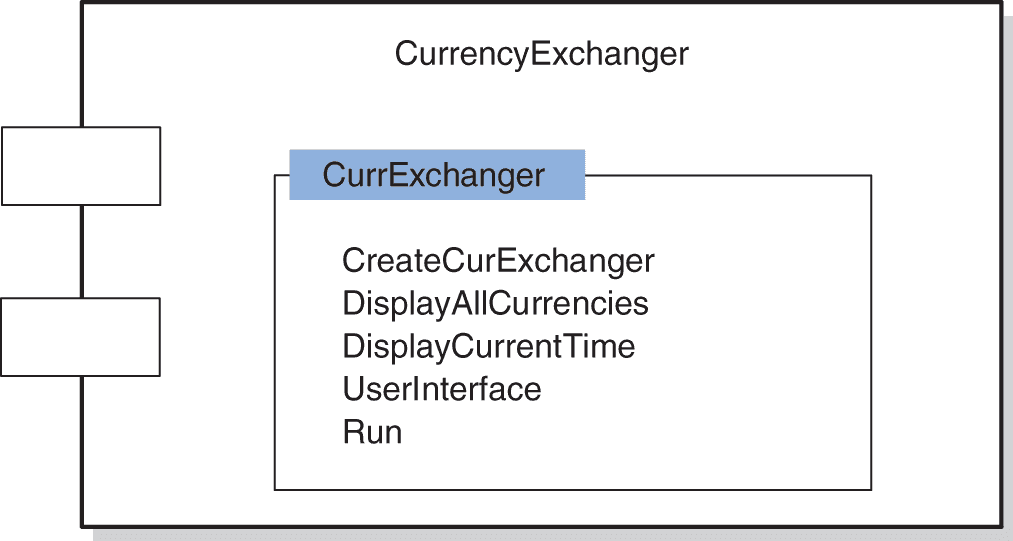 CurrencyExchanger
CurrExchanger
CreateCurExchanger
DisplayAllCurrencies
DisplayCurrentTime
UserInterface
Run